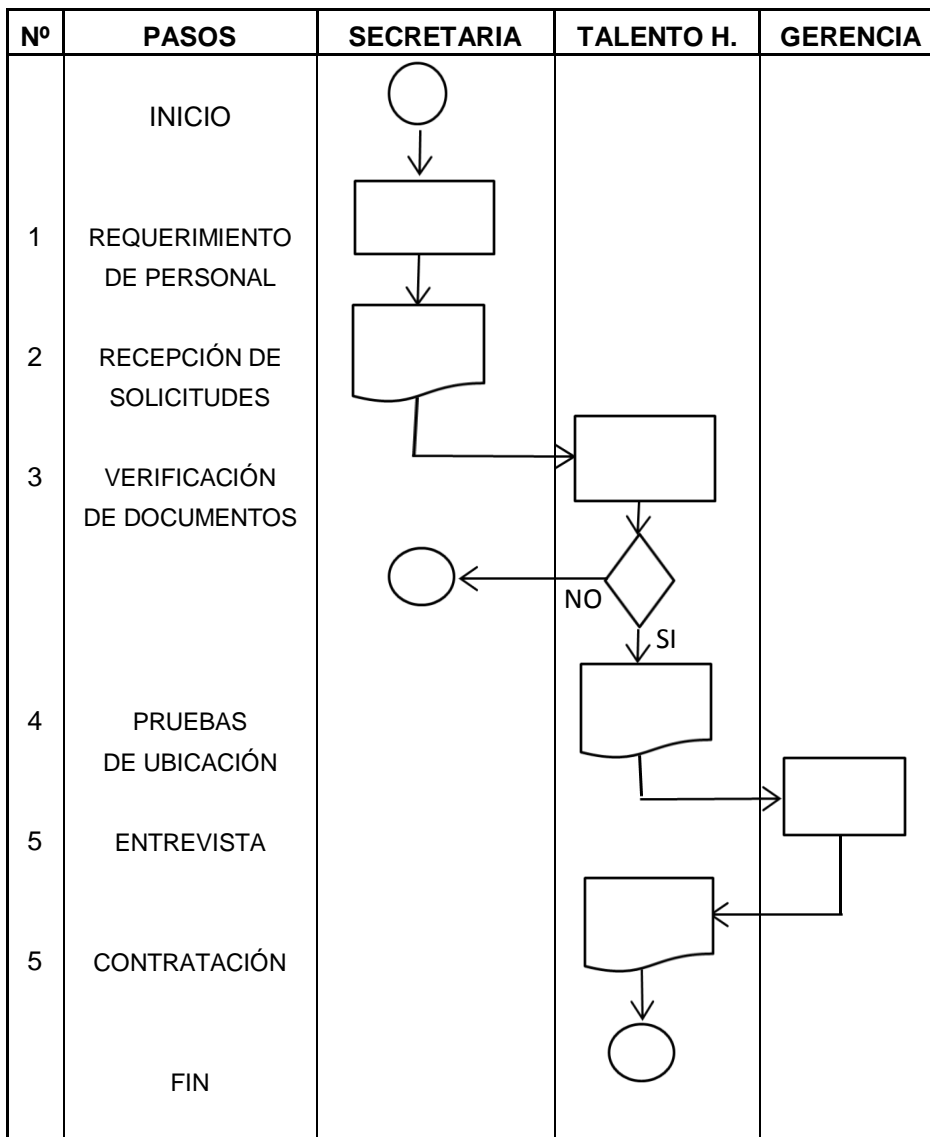 Nº PASOS SECRETARIA TALENTO H. GERENCIA
INICIO
1 REQUERIMIENTO
DE PERSONAL
2 RECEPCIÓN DE
SOLICITUDES
3 VERIFICACIÓN
DE DOCUMENTOS
NO
SI
4 PRUEBAS
DE UBICACIÓN
5 ENTREVISTA
5 CONTRATACIÓN
FIN